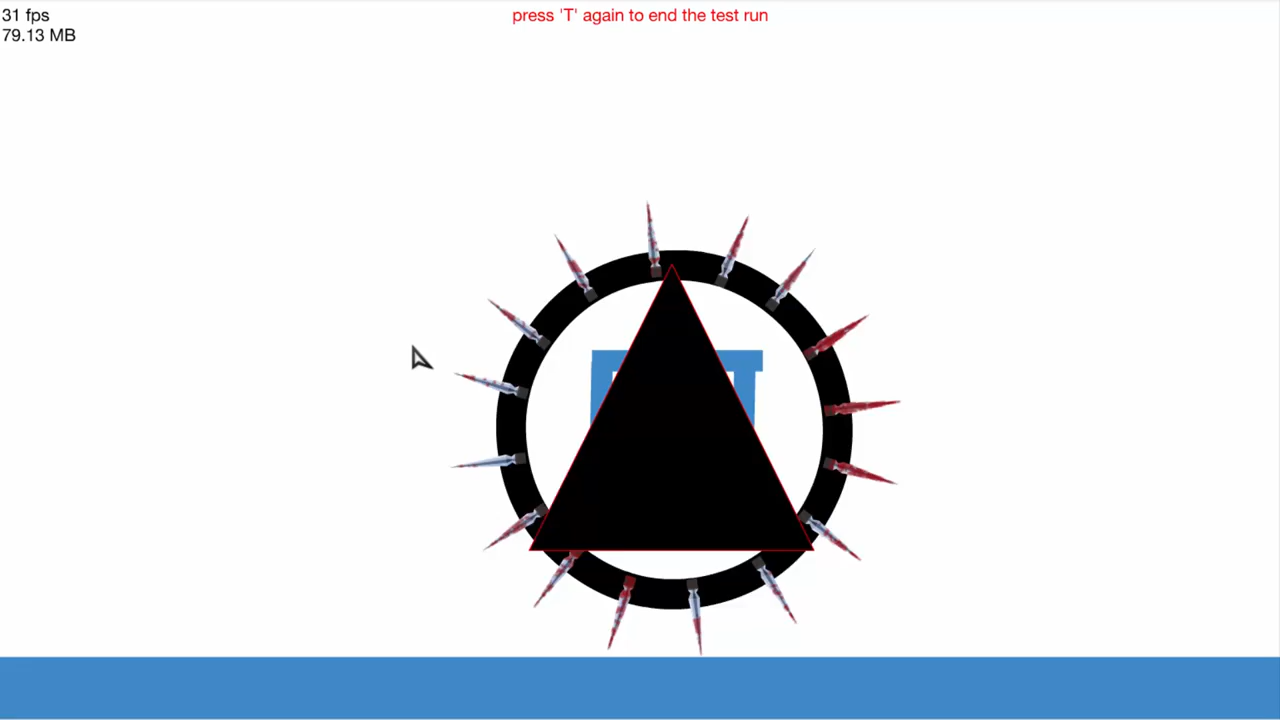 31 fps
press 'T' again to end the test run
79.13 MB